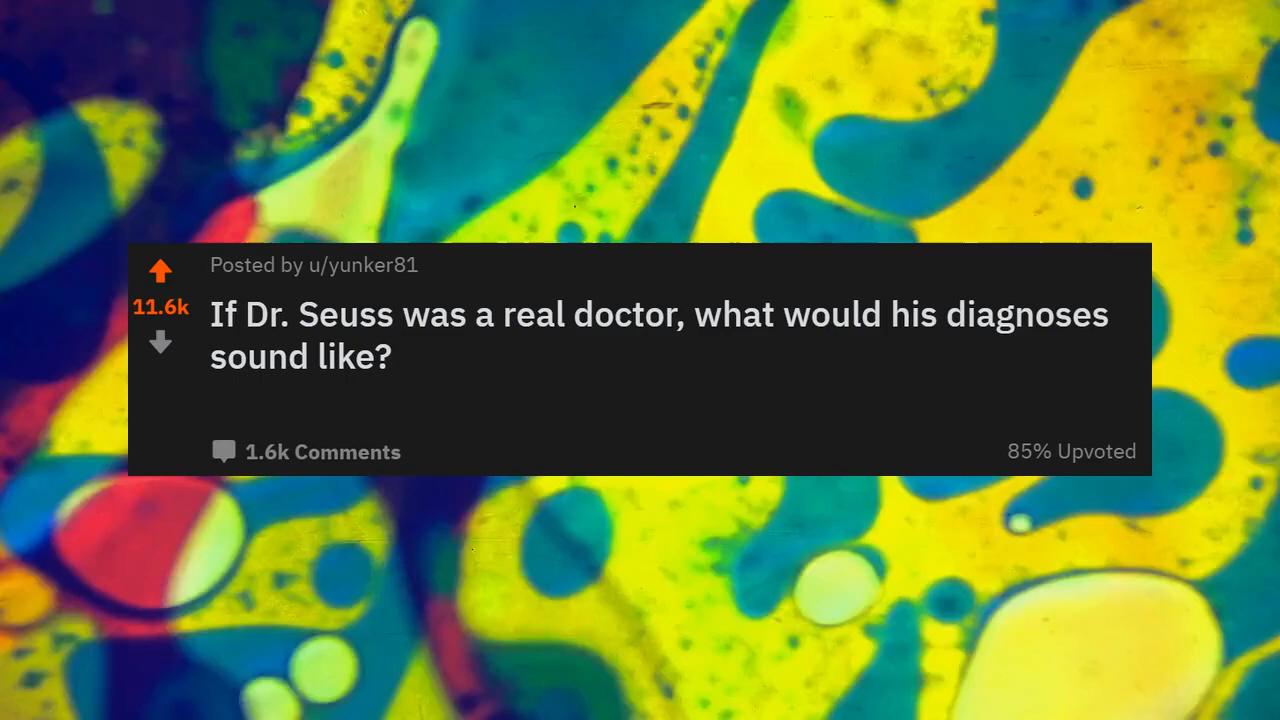 Posted by u/yunker81
11.6k
If Dr. Seuss was a real doctor, what would his diagnoses
sound like?
1.6k Comments
85% Upvoted